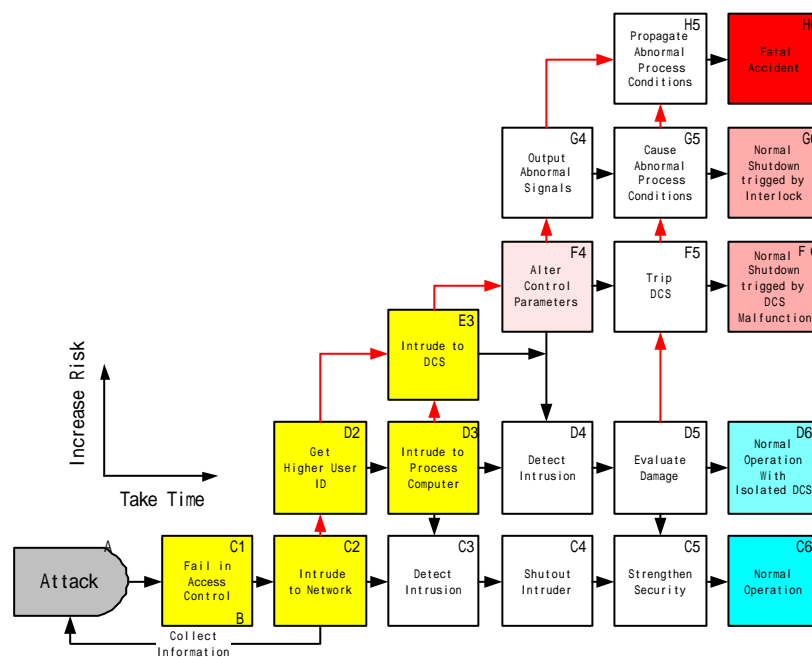 H5
Propagate
Abnormal
Process
Conditions
H6
Fatal
Accident
G4
Output
Abnormal
Signals
G5
Cause
Abnormal
Process
Conditions
Normal
Shutdown
trigged by
Interlock
F4
Alter
Control
Parameters
F5
Trip
DCS
F
Normal
Shutdown
trigged by
DCS
Malfunction
E3
Intrude to
DCS
Increase Risk
Take Time
D2
Get
Higher User
ID
D3
Intrude to
Process
Computer
D4
Detect
Intrusion
D5
Evaluate
Damage
D6
Normal
Operation
With
Isolated DCS
A
Attack
C1
Fail in
Access
Control
B
C2
Intrude
to Network
C3
Detect
Intrusion
C4
Shutout
Intruder
C5
Strengthen
Security
C6
Normal
Operation
Collect
Information